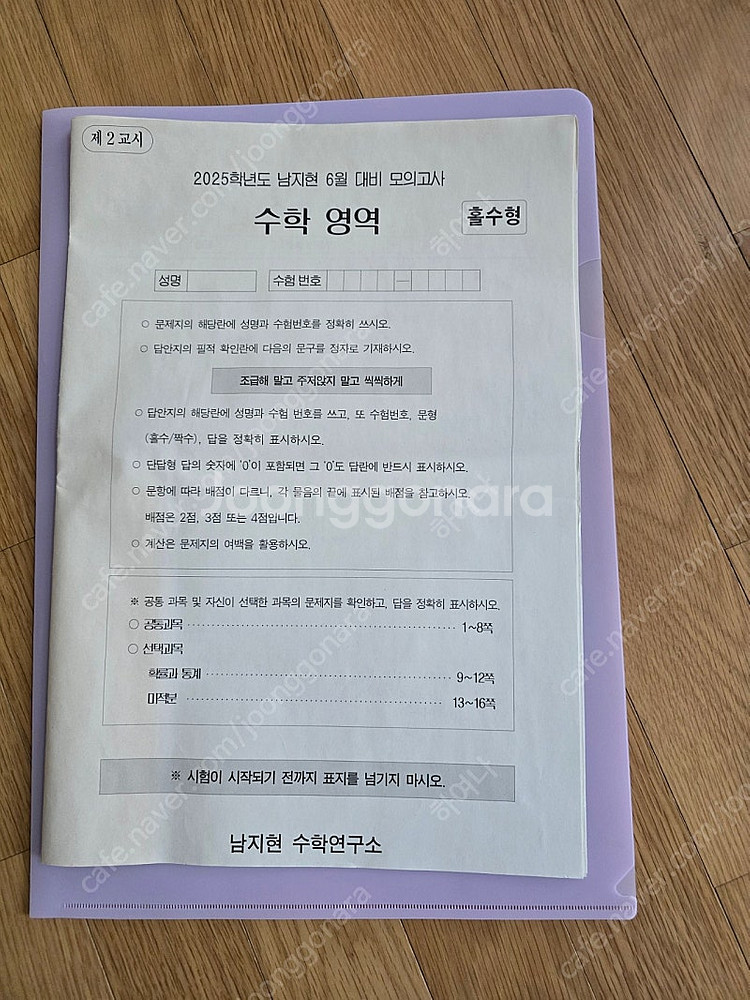 제 2 교시
2025학년도 남지현 6월 대비 모의고사
수학 영역
홀수형
성명
수험 번호
—
○ 문제지의 해당란에 성명과 수험번호를 정확히 쓰시오.
○ 답안지의 필적 확인란에 다음의 문구를 정자로 기재하시오.
조급해 말고 주저앉지 말고 씩씩하게
○ 답안지의 해당란에 성명과 수험 번호를 쓰고, 또 수험번호, 문형
(홀수/짝수), 답을 정확히 표시하시오.
○ 단답형 답의 숫자에 '0'이 포함되면 그 '0'도 답란에 반드시 표시하시오.
○ 문항에 따라 배점이 다르니, 각 물음의 끝에 표시된 배점을 참고하시오.
배점은 2점, 3점 또는 4점입니다.
○ 계산은 문제지의 여백을 활용하시오.
※ 공통 과목 및 자신이 선택한 과목의 문제지를 확인하고, 답을 정확히 표시하시오.
○ 공통과목 1~8쪽
○ 선택과목
확률과 통계 9~12쪽
미적분 13~16쪽
※ 시험이 시작되기 전까지 표지를 넘기지 마시오.
남지현 수학연구소
joonggonara
cafe.naver.com/joonggonara
하여나